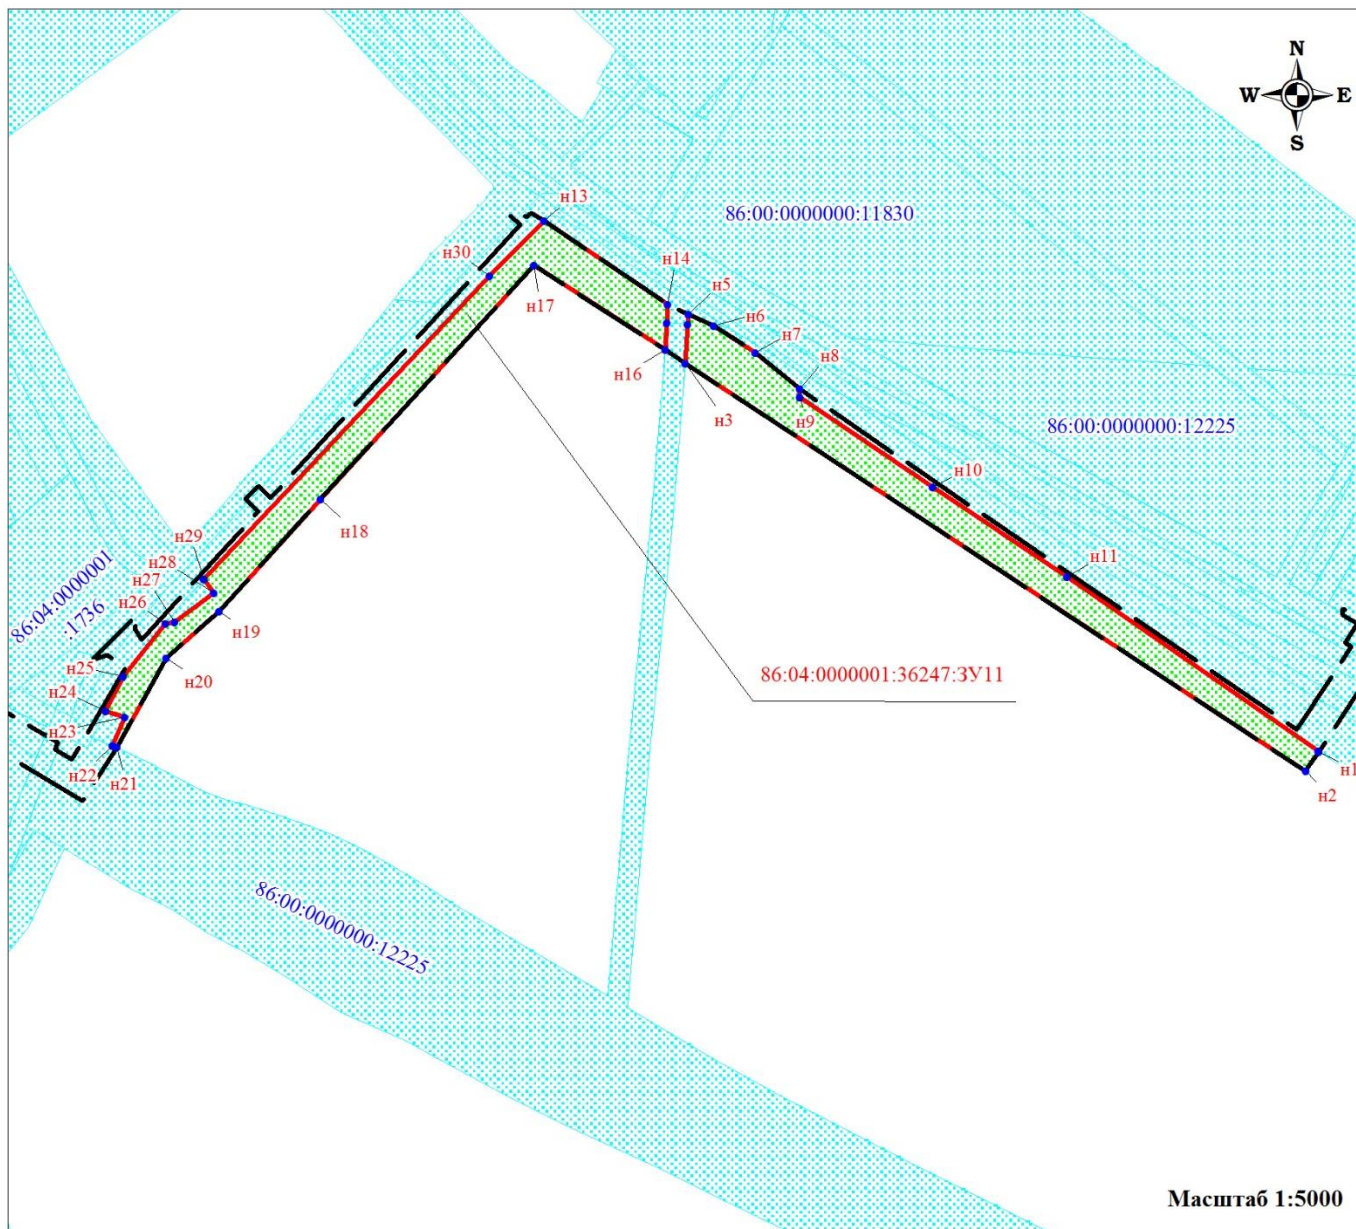 N
W E
S
н13
86:00:0000000:11830
н30
н14
н5
н17
н6
н7
н8
н16
н3
н9
86:00:0000000:12225
н10
н18
н29
н11
н28
н27
86:04:0000001
:1736
н26
н19
н25
н20
86:04:0000001:36247:ЗУ11
н24
н23
н22
н21
н1
н2
86:00:0000000:12225
Масштаб 1:5000